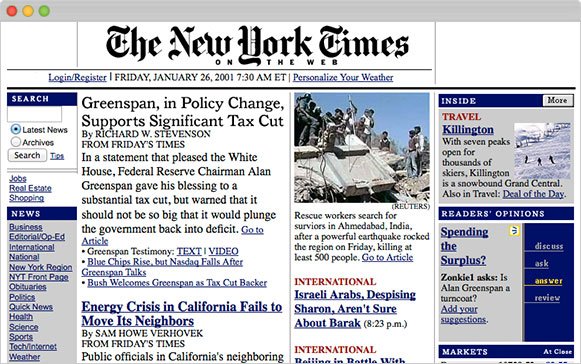 The New York Times
ON THE WEB
Login/Register | FRIDAY, JANUARY 26, 2001 7:30 AM ET | Personalize Your Weather
SEARCH
Latest News
Archives
Search Tips
Jobs
Real Estate
Shopping
NEWS
Business
Editorial/Op-Ed
International
National
New York Region
NYT Front Page
Obituaries
Politics
Quick News
Health
Science
Sports
Tech/Internet
Weather
Greenspan, in Policy Change,
Supports Significant Tax Cut
By RICHARD W. STEVENSON
FROM FRIDAY'S TIMES
In a statement that pleased the White
House, Federal Reserve Chairman Alan
Greenspan gave his blessing to a
substantial tax cut, but warned that it
should not be so big that it would plunge
the government back into deficit. Go to
Article
• Greenspan Testimony: TEXT | VIDEO
• Blue Chips Rise, but Nasdaq Falls After
Greenspan Talks
• Bush Welcomes Greenspan as Tax Cut Backer
Energy Crisis in California Fails to
Move Its Neighbors
By SAM HOWE VERHOVEK
FROM FRIDAY'S TIMES
Public officials in California's neighboring
(REUTERS)
Rescue workers search for
surviors in Ahmedabad, India,
after a powerful earthquake rocked
the region on Friday, killing at
least 500 people. Go to Article
INTERNATIONAL
Israeli Arabs, Despising
Sharon, Aren't Sure
About Barak (8:23 p.m.)
INTERNATIONAL
Beijing in Battle With
INSIDE More
TRAVEL
Killington
With seven peaks
open for
thousands of
skiers, Killington
is a snowbound Grand Central.
Also in Travel: Deal of the Day.
READERS' OPINIONS
Spending
the
Surplus?
Zonkie1 asks: Is
Alan Greenspan a
turncoat?
Add your
suggestions.
discuss
ask
answer
review
MARKETS At Close